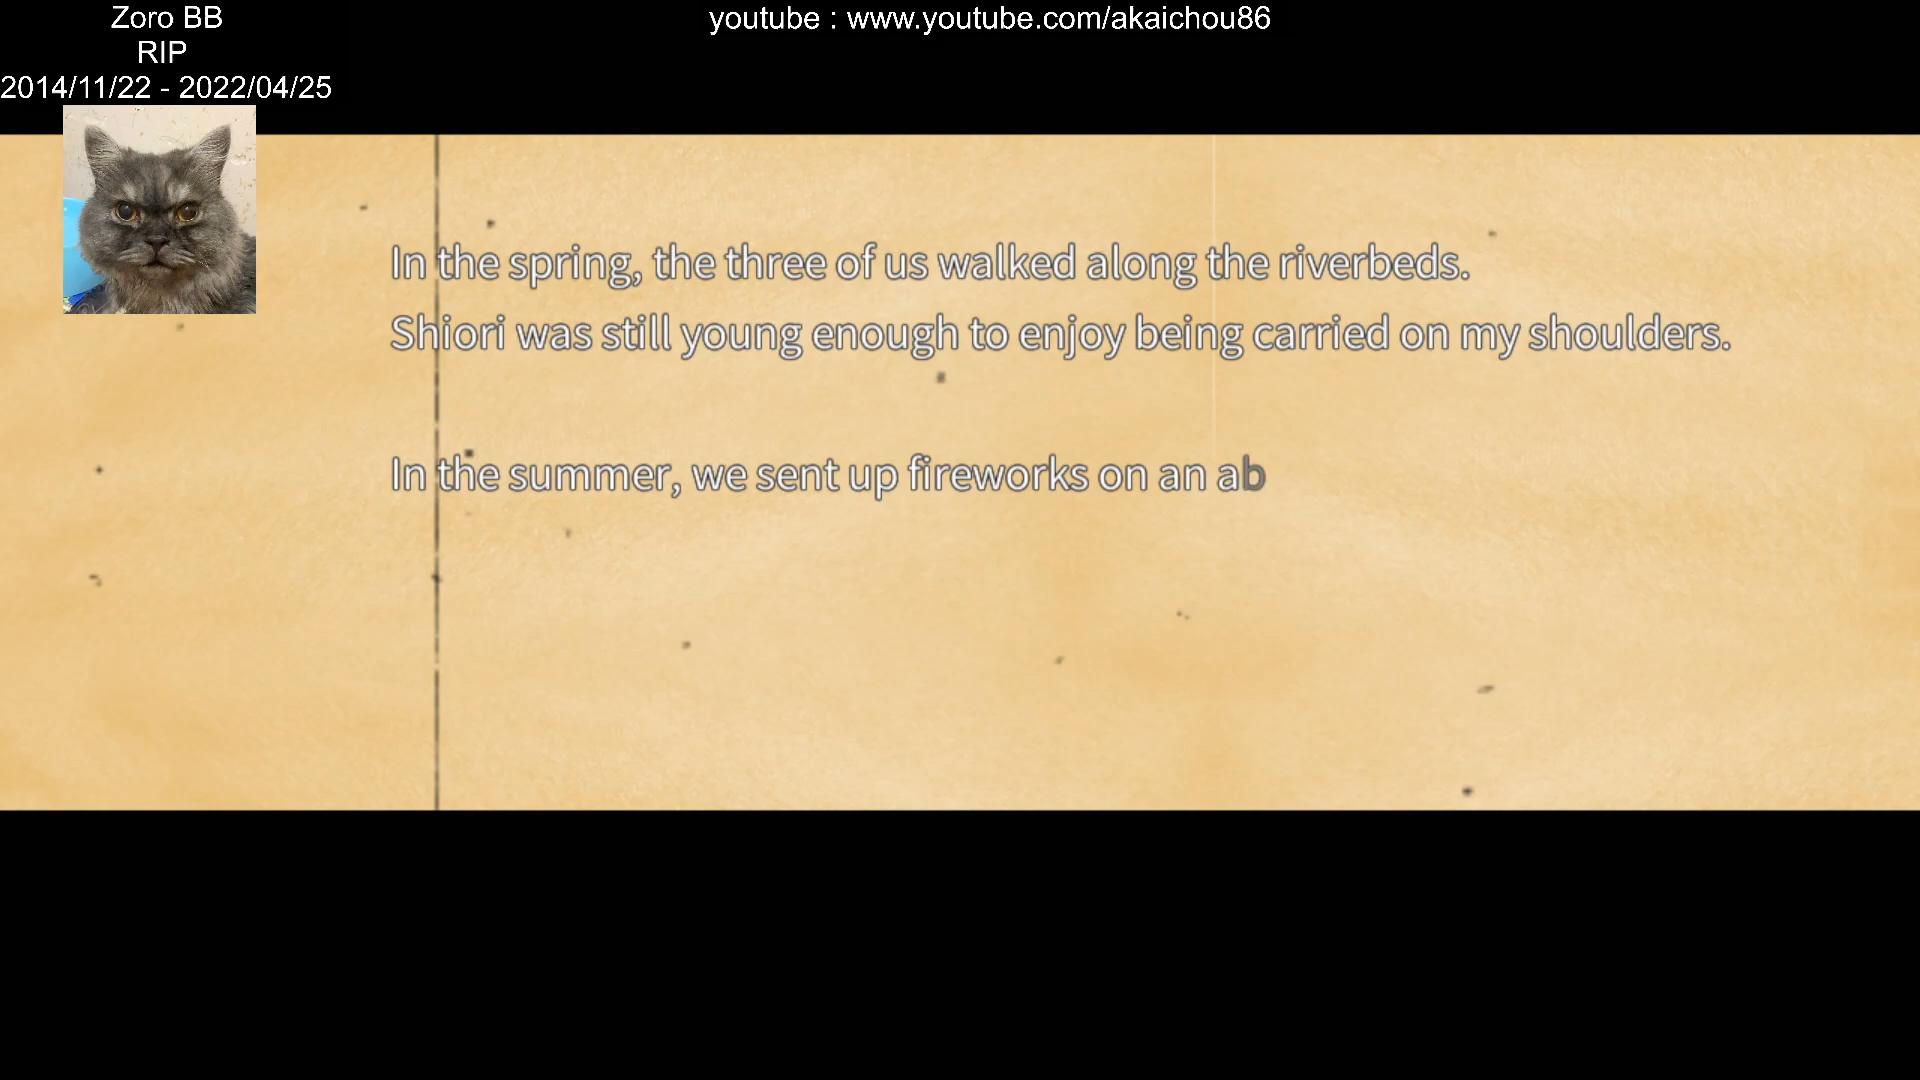 Zoro BB
RIP
2014/11/22 - 2022/04/25
youtube : www.youtube.com/akaichou86
In the spring, the three of us walked along the riverbeds.
Shiori was still young enough to enjoy being carried on my shoulders.
In the summer, we sent up fireworks on an ab